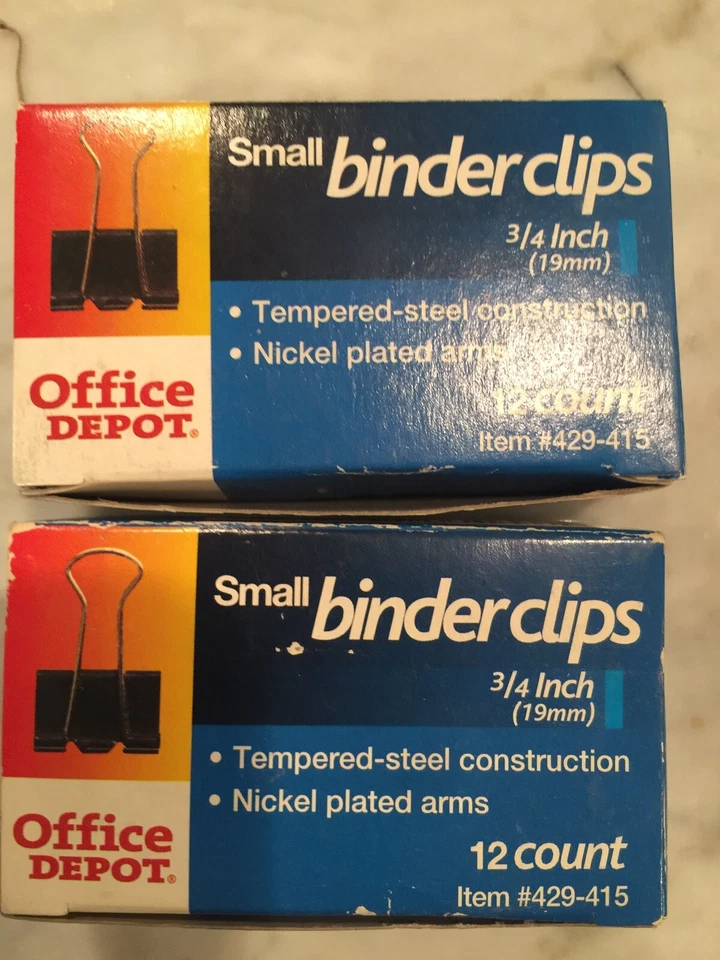 Small binder clips
3/4 Inch
(19mm)
• Tempered-steel construction
• Nickel plated arms
12 count
Item #429-415
Office
DEPOT®
Small binder clips
3/4 Inch
(19mm)
• Tempered-steel construction
• Nickel plated arms
12 count
Item #429-415
Office
DEPOT®